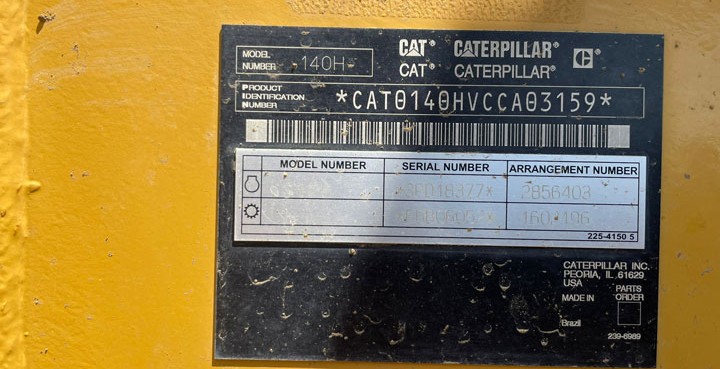 CAT® CATERPILLAR® C®
MODEL NUMBER 140H
CAT® CATERPILLAR®
PRODUCT IDENTIFICATION NUMBER *CAT0140HVCCA03159*
MODEL NUMBER SERIAL NUMBER ARRANGEMENT NUMBER
2856403
225-4150 5
CATERPILLAR INC.
PEORIA, IL 61629
USA
PARTS ORDER
MADE IN
Brazil
239-6989